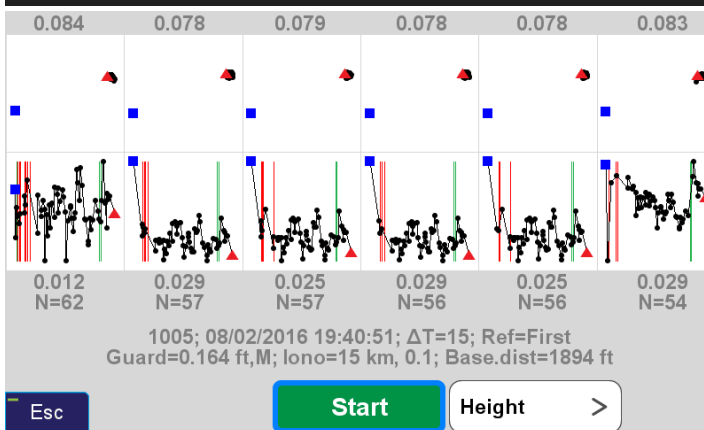 0.084 0.078 0.079 0.078 0.078 0.083
0.012 0.029 0.025 0.029 0.025 0.029
N=62 N=57 N=57 N=56 N=56 N=54
1005; 08/02/2016 19:40:51; ΔT=15; Ref=First
Guard=0.164 ft,M; Iono=15 km, 0.1; Base.dist=1894 ft
Esc Start Height >